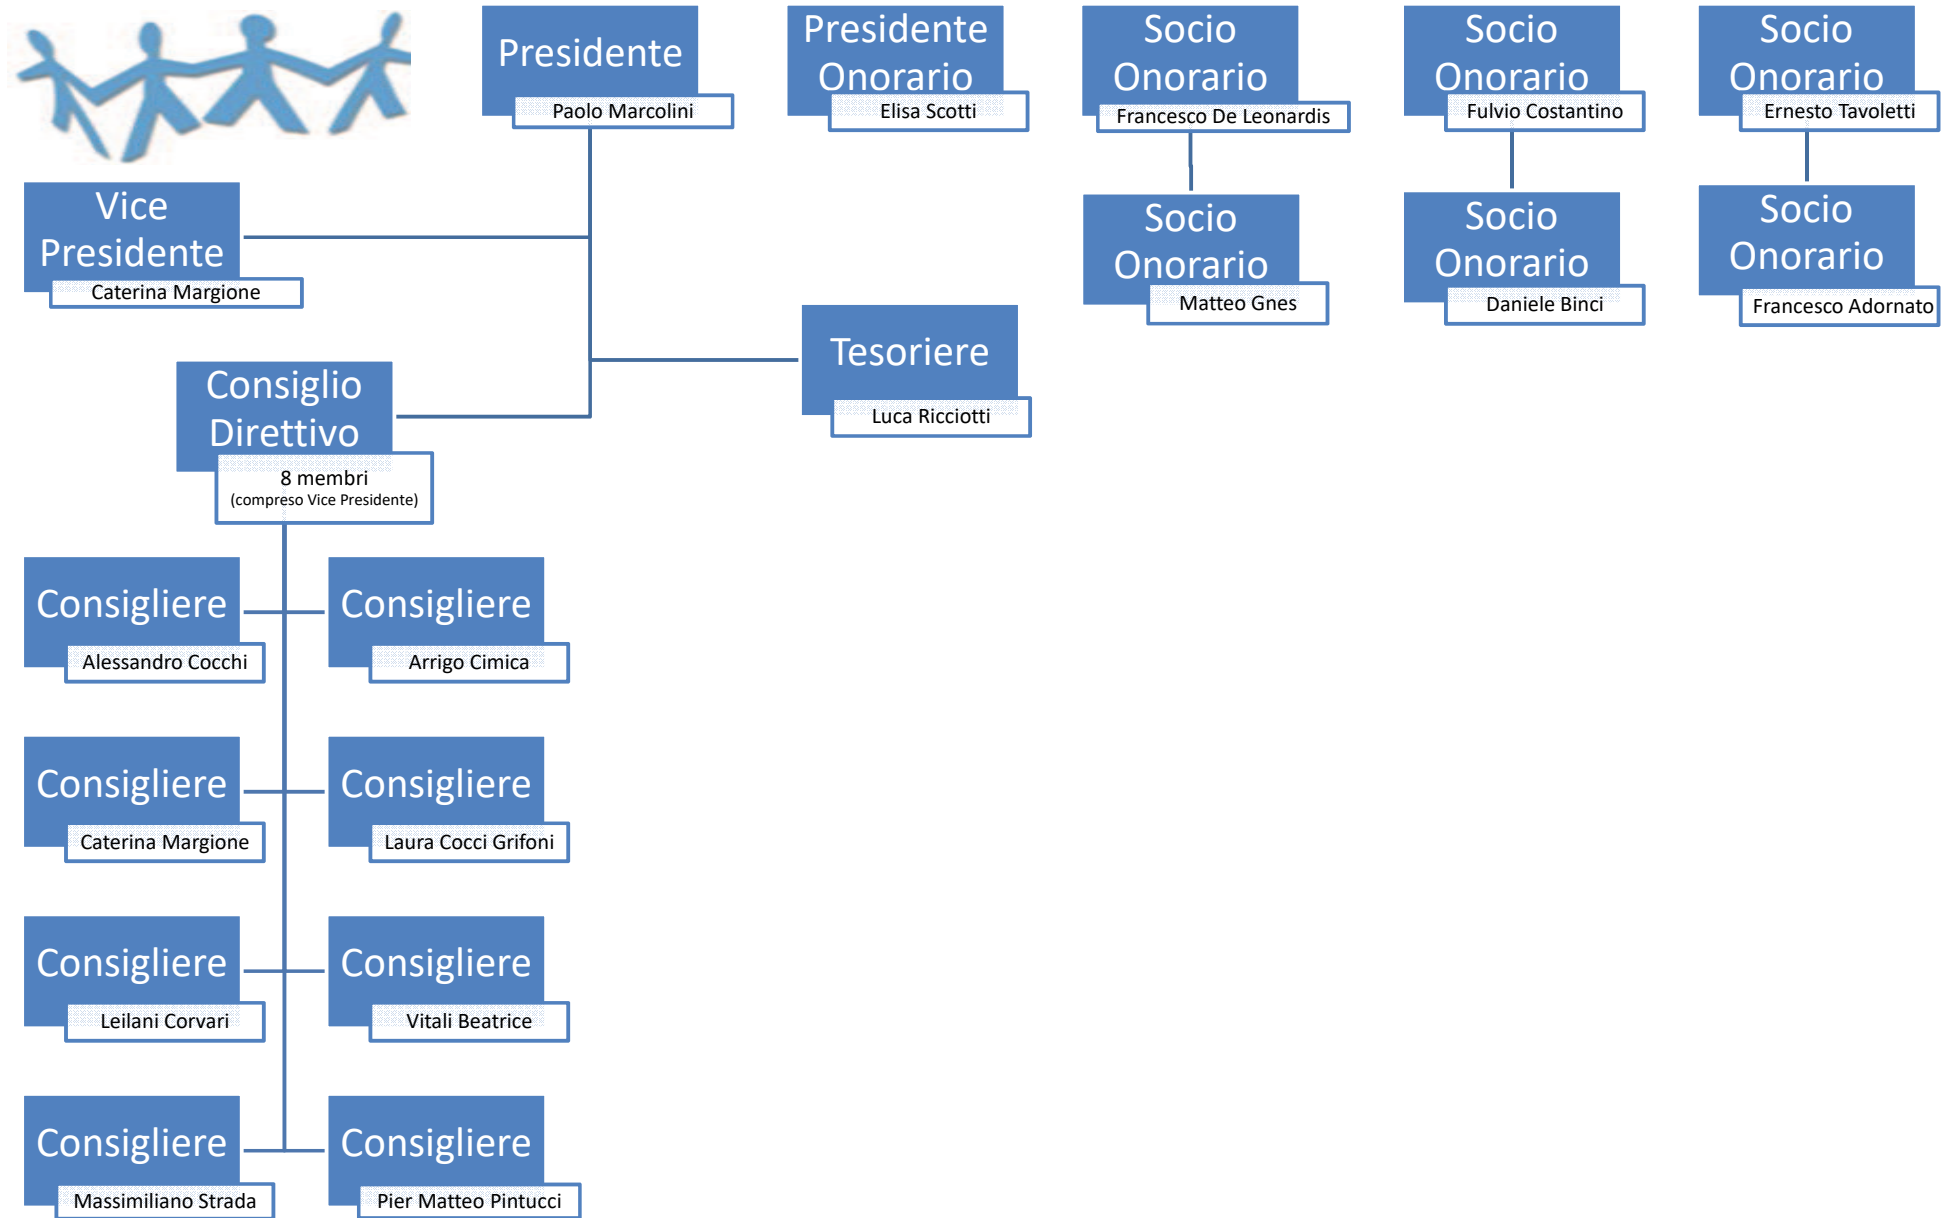 Presidente
Paolo Marcolini
Presidente
Onorario
Elisa Scotti
Socio
Onorario
Francesco De Leonardis
Socio
Onorario
Fulvio Costantino
Socio
Onorario
Ernesto Tavoletti
Vice
Presidente
Caterina Margione
Socio
Onorario
Matteo Gnes
Socio
Onorario
Daniele Binci
Socio
Onorario
Francesco Adornato
Tesoriere
Luca Ricciotti
Consiglio
Direttivo
8 membri
(compreso Vice Presidente)
Consigliere
Alessandro Cocchi
Consigliere
Arrigo Cimica
Consigliere
Caterina Margione
Consigliere
Laura Cocci Grifoni
Consigliere
Leilani Corvari
Consigliere
Vitali Beatrice
Consigliere
Massimiliano Strada
Consigliere
Pier Matteo Pintucci